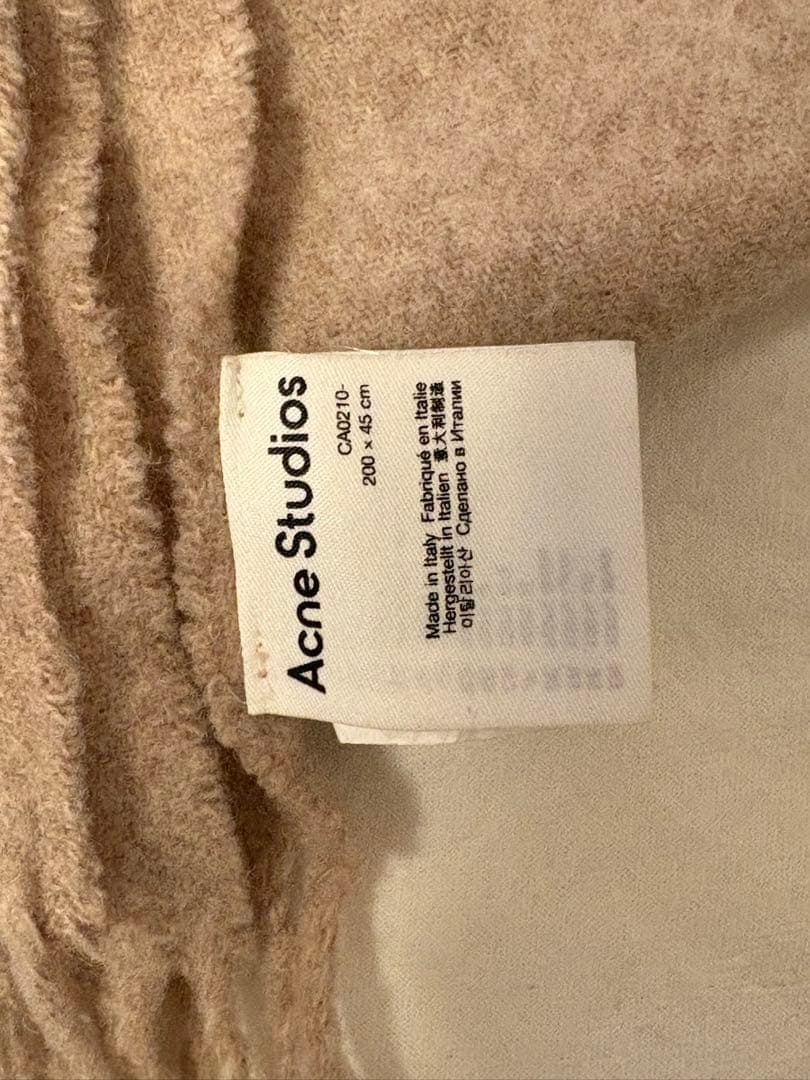 Acne Studios
CA0210-
200 x 45 cm
Made in Italy Fabriqué en Italie
Hergestellt in Italien 意大利制造
이탈리아산 Сделано в Италии